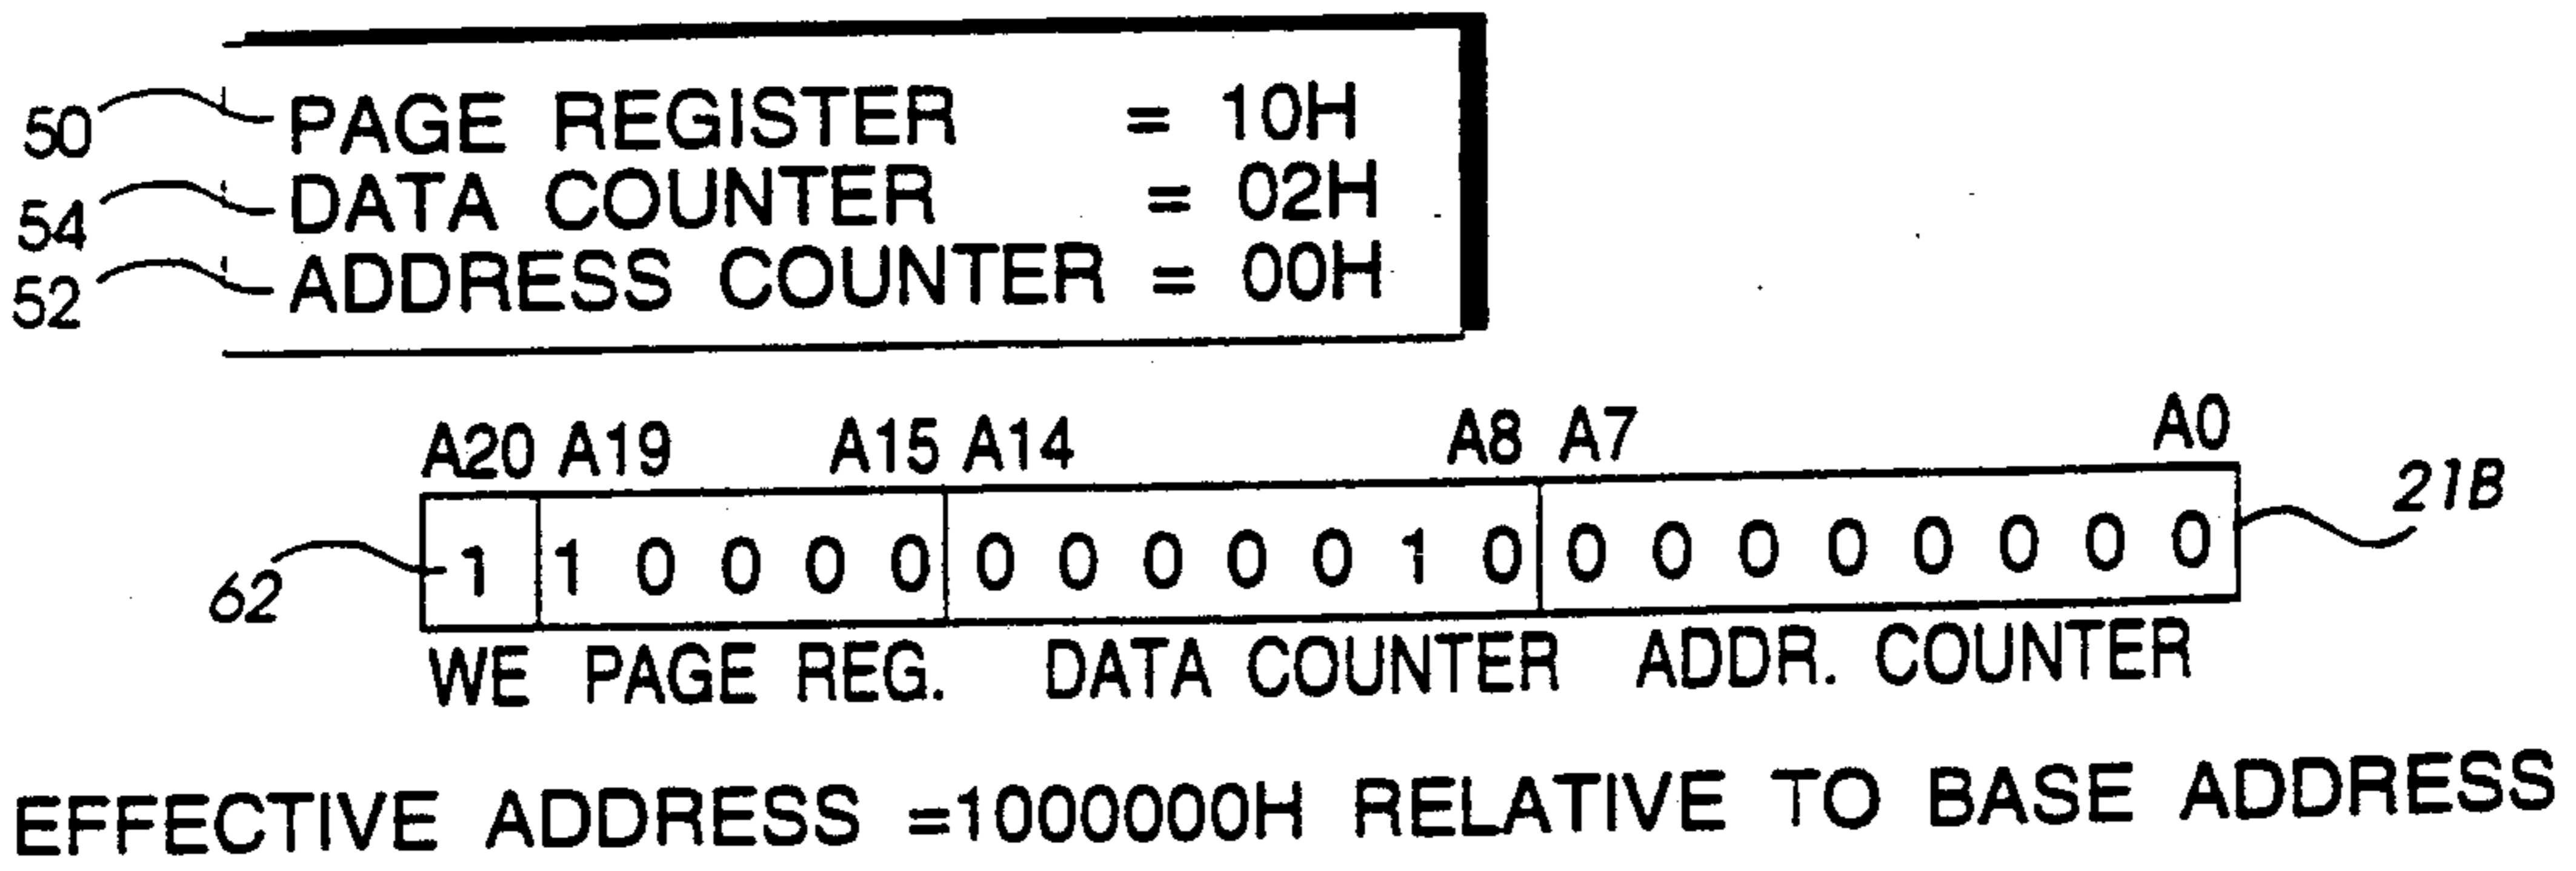 50 PAGE REGISTER = 10H
54 DATA COUNTER = 02H
52 ADDRESS COUNTER = 00H
A20 A19 A15 A14 A8 A7 A0
62 1 1 0 0 0 0 0 0 0 0 0 1 0 0 0 0 0 0 0 0 0 21B
WE PAGE REG. DATA COUNTER ADDR. COUNTER
EFFECTIVE ADDRESS =1000000H RELATIVE TO BASE ADDRESS